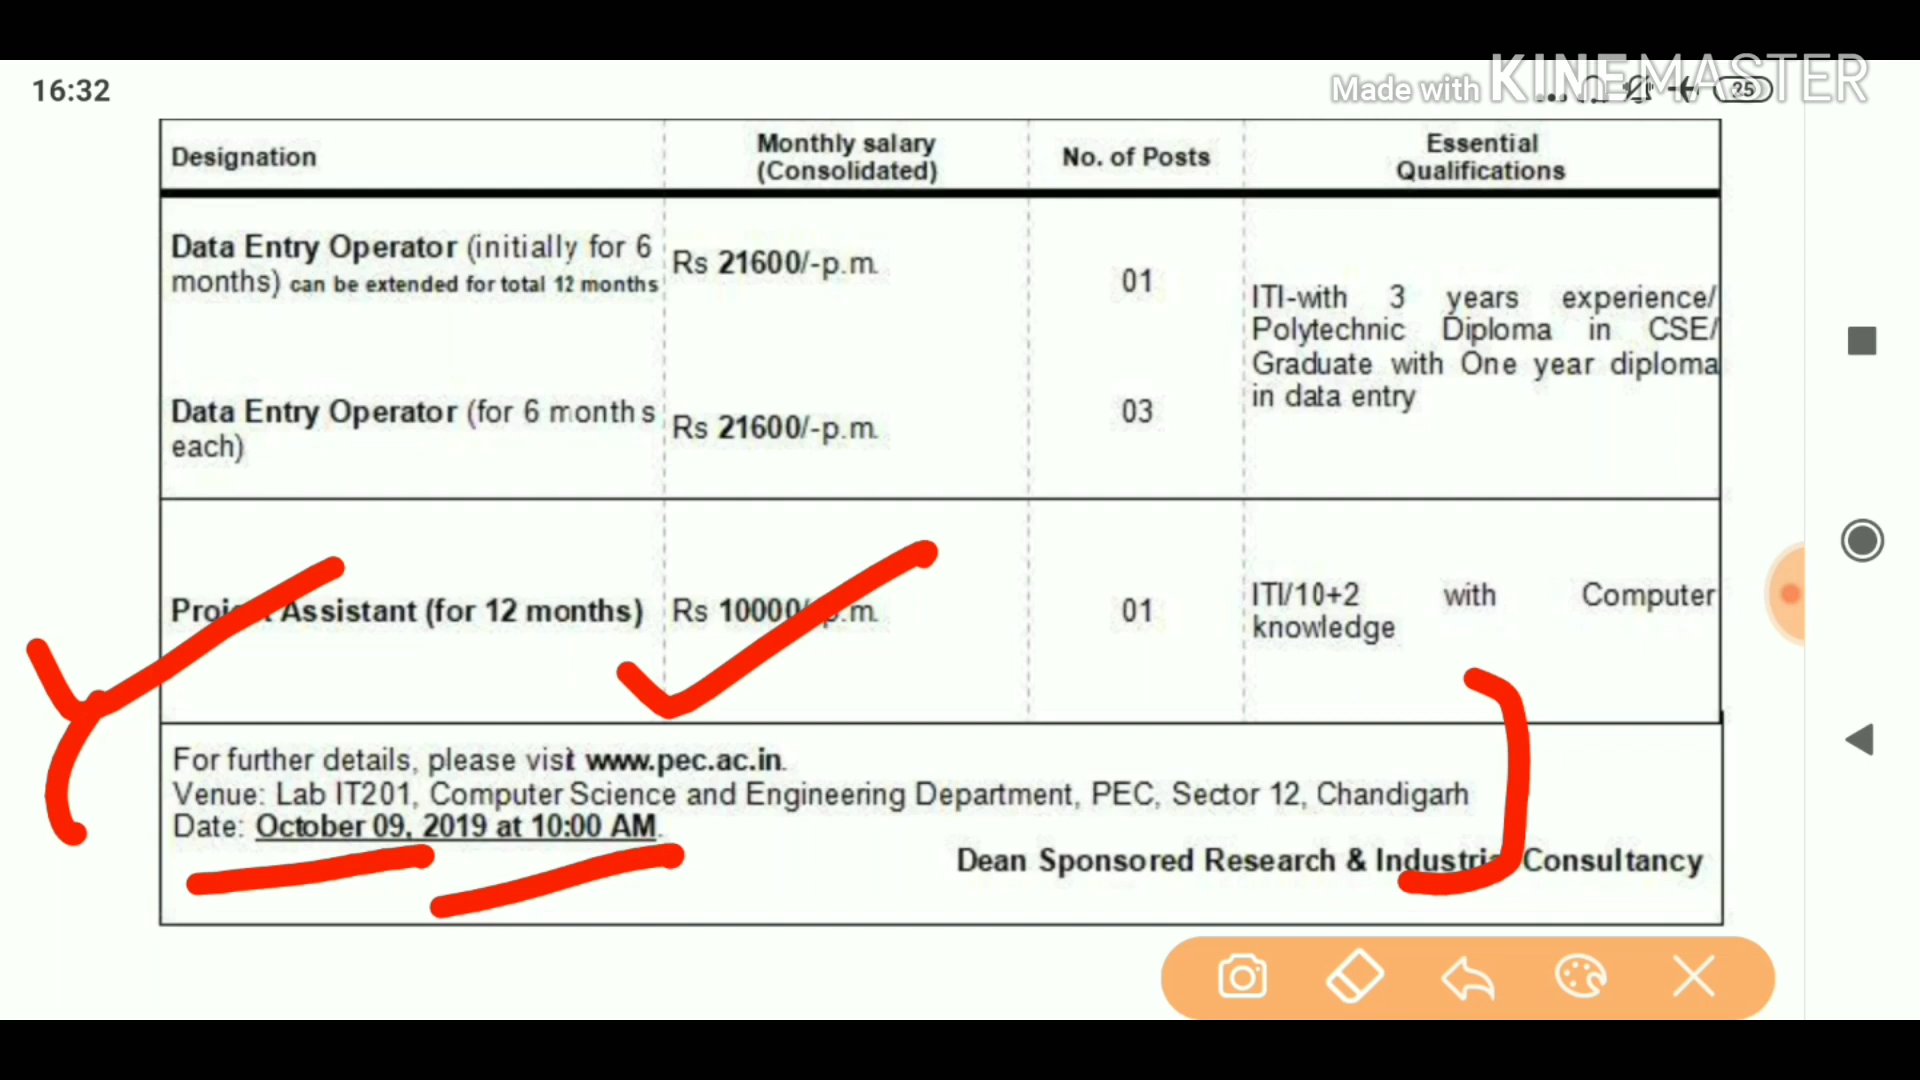 16:32
Made with KINEMASTER
25
Designation
Monthly salary
(Consolidated)
No. of Posts
Essential
Qualifications
Data Entry Operator (initially for 6
months) can be extended for total 12 months
Rs 21600/-p.m.
01
Data Entry Operator (for 6 months
each)
Rs 21600/-p.m.
03
ITI-with 3 years experience/
Polytechnic Diploma in CSE/
Graduate with One year diploma
in data entry
Project Assistant (for 12 months)
Rs 10000/-p.m.
01
ITI/10+2 with Computer
knowledge
For further details, please vist www.pec.ac.in.
Venue: Lab IT201, Computer Science and Engineering Department, PEC, Sector 12, Chandigarh
Date: October 09, 2019 at 10:00 AM.
Dean Sponsored Research & Industrial Consultancy